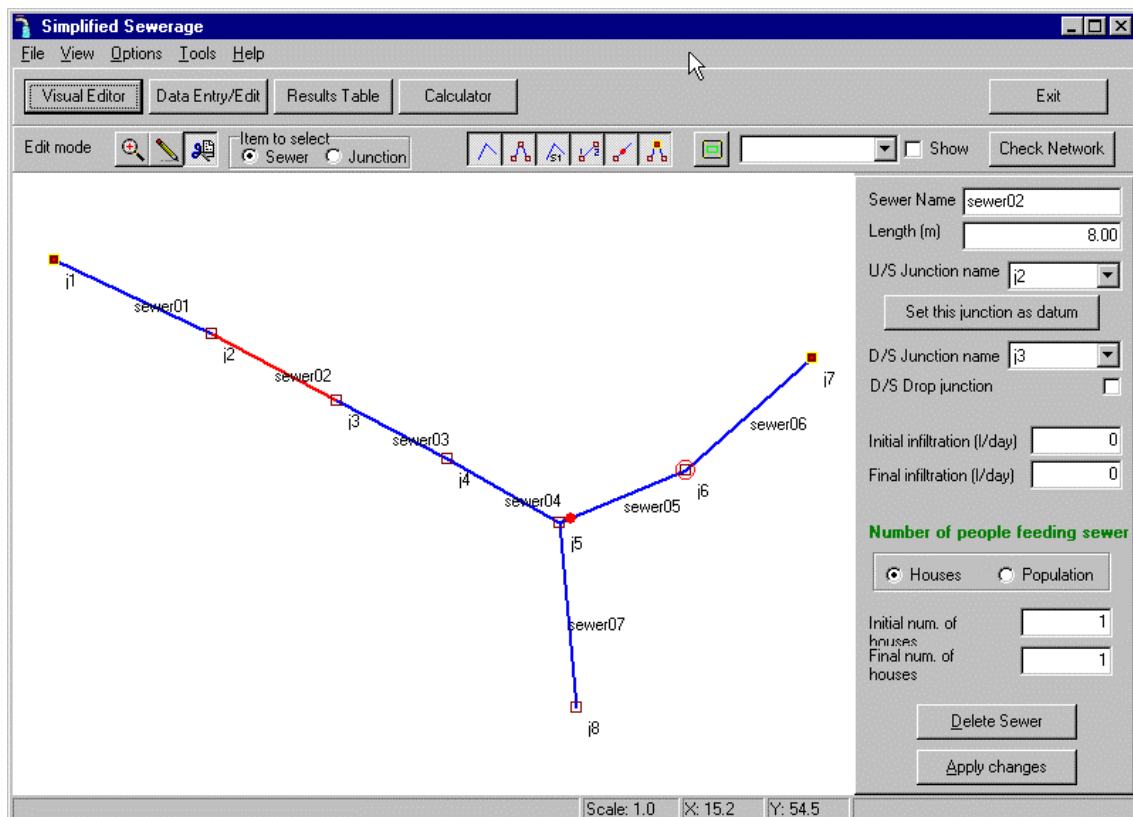 Simplified Sewerage
File View Options Tools Help
Visual Editor Data Entry/Edit Results Table Calculator Exit
Edit mode Item to select Sewer Junction S1 1 2 Show Check Network
Sewer Name sewer02
Length (m) 8.00
U/S Junction name j2
Set this junction as datum
D/S Junction name j3
D/S Drop junction
Initial infiltration (l/day) 0
Final infiltration (l/day) 0
Number of people feeding sewer
Houses Population
Initial num. of houses 1
Final num. of houses 1
Delete Sewer
Apply changes
j1
sewer01
j2
sewer02
j3
sewer03
j4
sewer04
j5
sewer05
j6
sewer06
j7
sewer07
j8
Scale: 1.0 X: 15.2 Y: 54.5